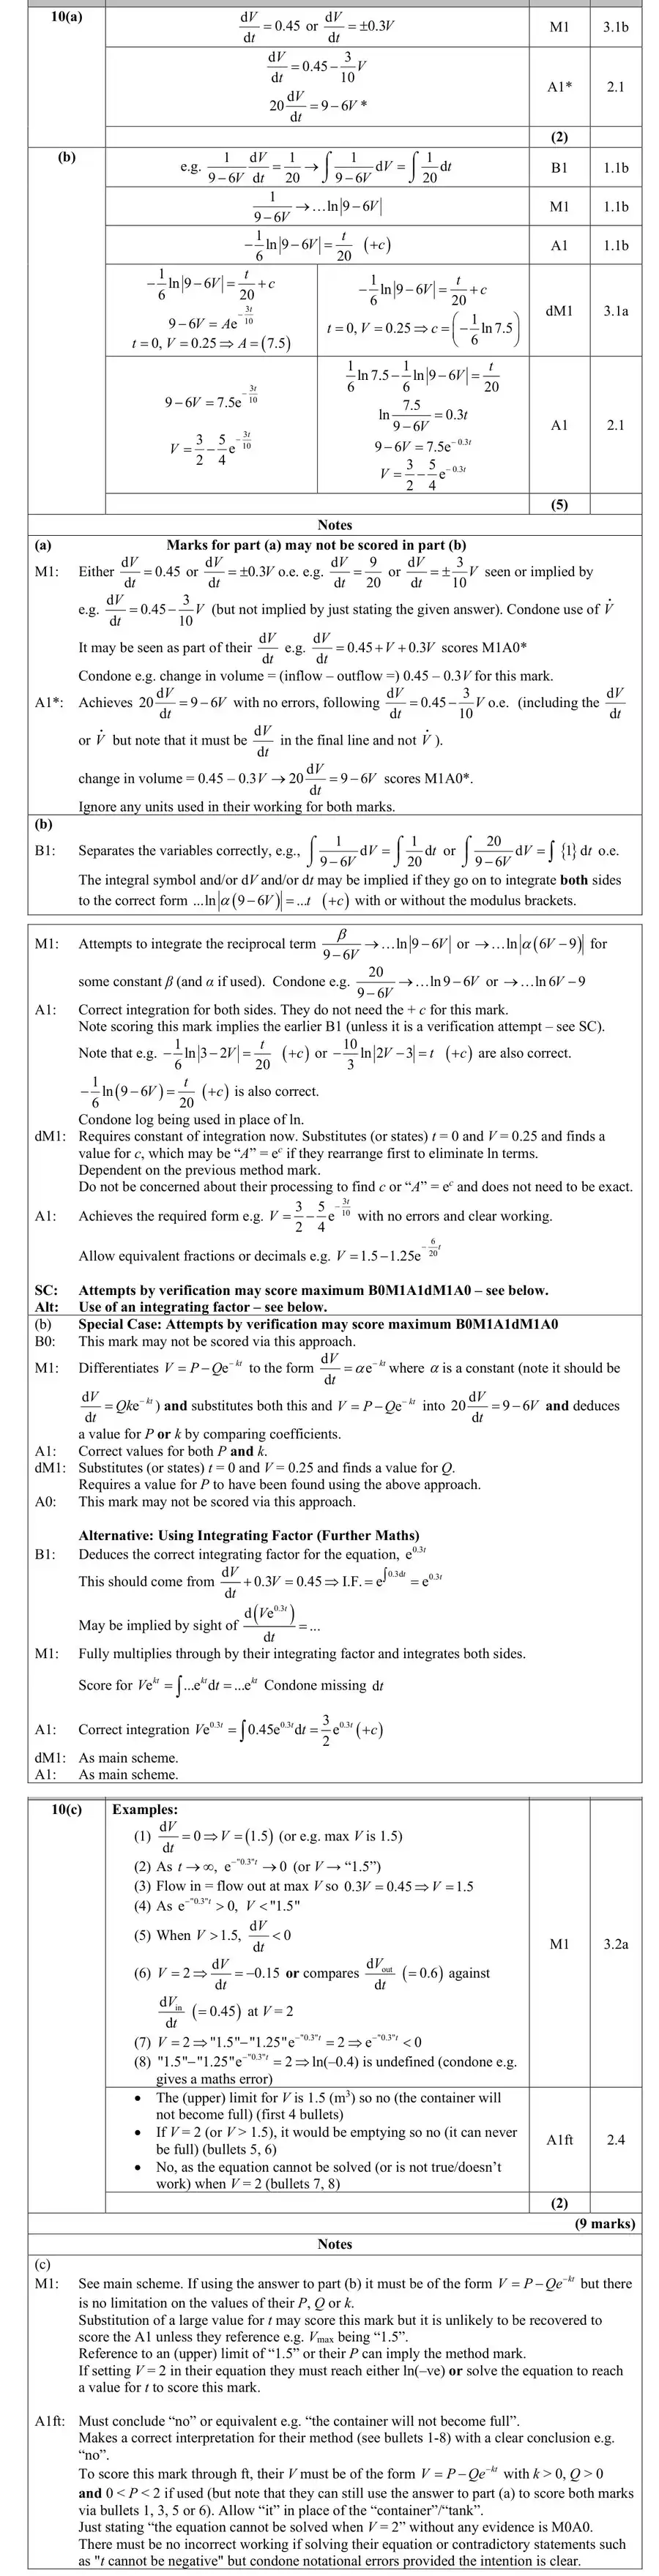 10(a)
dV/dt = 0.45 or dV/dt = ±0.3V
M1
3.1b
dV/dt = 0.45 − 3/10 V
20 dV/dt = 9 − 6V *
A1*
2.1
(2)
(b)
e.g. 1/(9−6V) dV/dt = 1/20 → ∫ 1/(9−6V) dV = ∫ 1/20 dt
B1
1.1b
1/(9−6V) → …ln|9−6V|
M1
1.1b
−1/6 ln|9−6V| = t/20 (+c)
A1
1.1b
−1/6 ln|9−6V| = t/20 + c
9−6V = Ae^(−3t/10)
t = 0, V = 0.25 ⇒ A = (7.5)
−1/6 ln|9−6V| = t/20 + c
t = 0, V = 0.25 ⇒ c = (−1/6 ln 7.5)
dM1
3.1a
9−6V = 7.5e^(−3t/10)
V = 3/2 − 5/4 e^(−3t/10)
1/6 ln 7.5 − 1/6 ln|9−6V| = t/20
ln 7.5/(9−6V) = 0.3t
9−6V = 7.5e^(−0.3t)
V = 3/2 − 5/4 e^(−0.3t)
A1
2.1
(5)
Notes
(a) Marks for part (a) may not be scored in part (b)
M1: Either dV/dt = 0.45 or dV/dt = ±0.3V o.e. e.g. dV/dt = 9/20 or dV/dt = ±3/10 V seen or implied by
e.g. dV/dt = 0.45 − 3/10 V (but not implied by just stating the given answer). Condone use of V̇
It may be seen as part of their dV/dt e.g. dV/dt = 0.45 + V + 0.3V scores M1A0*
Condone e.g. change in volume = (inflow – outflow =) 0.45 – 0.3V for this mark.
A1*: Achieves 20 dV/dt = 9 − 6V with no errors, following dV/dt = 0.45 − 3/10 V o.e. (including the dV/dt
or V̇ but note that it must be dV/dt in the final line and not V̇ ).
change in volume = 0.45 – 0.3V → 20 dV/dt = 9 − 6V scores M1A0*.
Ignore any units used in their working for both marks.
(b)
B1: Separates the variables correctly, e.g., ∫ 1/(9−6V) dV = ∫ 1/20 dt or ∫ 20/(9−6V) dV = ∫ {1} dt o.e.
The integral symbol and/or dV and/or dt may be implied if they go on to integrate both sides
to the correct form …ln|α(9−6V)| = …t (+c) with or without the modulus brackets.
M1: Attempts to integrate the reciprocal term β/(9−6V) → …ln|9−6V| or → …ln|α(6V−9)| for
some constant β (and α if used). Condone e.g. 20/(9−6V) → …ln 9−6V or → …ln 6V−9
A1: Correct integration for both sides. They do not need the + c for this mark.
Note scoring this mark implies the earlier B1 (unless it is a verification attempt – see SC).
Note that e.g. −1/6 ln|3−2V| = t/20 (+c) or −10/3 ln|2V−3| = t (+c) are also correct.
−1/6 ln(9−6V) = t/20 (+c) is also correct.
Condone log being used in place of ln.
dM1: Requires constant of integration now. Substitutes (or states) t = 0 and V = 0.25 and finds a
value for c, which may be “A” = e^c if they rearrange first to eliminate ln terms.
Dependent on the previous method mark.
Do not be concerned about their processing to find c or “A” = e^c and does not need to be exact.
A1: Achieves the required form e.g. V = 3/2 − 5/4 e^(−3t/10) with no errors and clear working.
Allow equivalent fractions or decimals e.g. V = 1.5 − 1.25e^(−6/20 t)
SC: Attempts by verification may score maximum B0M1A1dM1A0 – see below.
Alt: Use of an integrating factor – see below.
(b) Special Case: Attempts by verification may score maximum B0M1A1dM1A0
B0: This mark may not be scored via this approach.
M1: Differentiates V = P − Qe^(−kt) to the form dV/dt = αe^(−kt) where α is a constant (note it should be
dV/dt = Qke^(−kt) ) and substitutes both this and V = P − Qe^(−kt) into 20 dV/dt = 9 − 6V and deduces
a value for P or k by comparing coefficients.
A1: Correct values for both P and k.
dM1: Substitutes (or states) t = 0 and V = 0.25 and finds a value for Q.
Requires a value for P to have been found using the above approach.
A0: This mark may not be scored via this approach.
Alternative: Using Integrating Factor (Further Maths)
B1: Deduces the correct integrating factor for the equation, e^(0.3t)
This should come from dV/dt + 0.3V = 0.45 ⇒ I.F. = e^(∫0.3dt) = e^(0.3t)
May be implied by sight of d(Ve^(0.3t))/dt = ...
M1: Fully multiplies through by their integrating factor and integrates both sides.
Score for Ve^(kt) = ∫...e^(kt) dt = ...e^(kt) Condone missing dt
A1: Correct integration Ve^(0.3t) = ∫0.45e^(0.3t) dt = 3/2 e^(0.3t) (+c)
dM1: As main scheme.
A1: As main scheme.
10(c)
Examples:
(1) dV/dt = 0 ⇒ V = (1.5) (or e.g. max V is 1.5)
(2) As t → ∞, e^(−"0.3"t) → 0 (or V → “1.5”)
(3) Flow in = flow out at max V so 0.3V = 0.45 ⇒ V = 1.5
(4) As e^(−"0.3"t) > 0, V < "1.5"
(5) When V > 1.5, dV/dt < 0
(6) V = 2 ⇒ dV/dt = −0.15 or compares dV_out/dt (= 0.6) against
dV_in/dt (= 0.45) at V = 2
(7) V = 2 ⇒ "1.5"−"1.25"e^(−"0.3"t) = 2 ⇒ e^(−"0.3"t) < 0
(8) "1.5"−"1.25"e^(−"0.3"t) = 2 ⇒ ln(−0.4) is undefined (condone e.g.
gives a maths error)
M1
3.2a
• The (upper) limit for V is 1.5 (m³) so no (the container will
not become full) (first 4 bullets)
• If V = 2 (or V > 1.5), it would be emptying so no (it can never
be full) (bullets 5, 6)
• No, as the equation cannot be solved (or is not true/doesn’t
work) when V = 2 (bullets 7, 8)
A1ft
2.4
(2)
(9 marks)
Notes
(c)
M1: See main scheme. If using the answer to part (b) it must be of the form V = P − Qe^(−kt) but there
is no limitation on the values of their P, Q or k.
Substitution of a large value for t may score this mark but it is unlikely to be recovered to
score the A1 unless they reference e.g. Vmax being “1.5”.
Reference to an (upper) limit of “1.5” or their P can imply the method mark.
If setting V = 2 in their equation they must reach either ln(–ve) or solve the equation to reach
a value for t to score this mark.
A1ft: Must conclude “no” or equivalent e.g. “the container will not become full”.
Makes a correct interpretation for their method (see bullets 1-8) with a clear conclusion e.g.
“no”.
To score this mark through ft, their V must be of the form V = P − Qe^(−kt) with k > 0, Q > 0
and 0 < P < 2 if used (but note that they can still use the answer to part (a) to score both marks
via bullets 1, 3, 5 or 6). Allow “it” in place of the “container”/“tank”.
Just stating “the equation cannot be solved when V = 2” without any evidence is M0A0.
There must be no incorrect working if solving their equation or contradictory statements such
as "t cannot be negative" but condone notational errors provided the intention is clear.